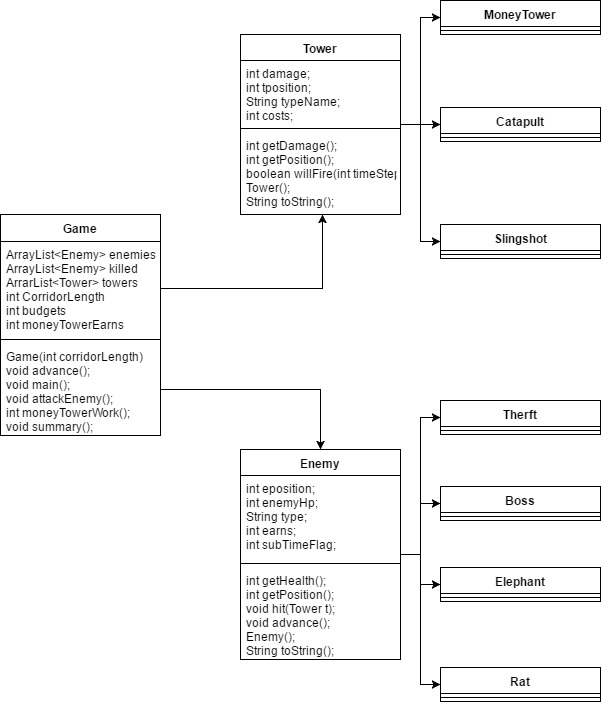 MoneyTower
Tower
int damage;
int tposition;
String typeName;
int costs;
int getDamage();
int getPosition();
boolean willFire(int timeStep
Tower();
String toString();
Catapult
Slingshot
Game
ArrayList<Enemy> enemies
ArrayList<Enemy> killed
ArrarList<Tower> towers
int CorridorLength
int budgets
int moneyTowerEarns
Game(int corridorLength)
void advance();
void main();
void attackEnemy();
int moneyTowerWork();
void summary();
Enemy
int eposition;
int enemyHp;
String type;
int earns;
int subTimeFlag;
int getHealth();
int getPosition();
void hit(Tower t);
void advance();
Enemy();
String toString();
Therft
Boss
Elephant
Rat